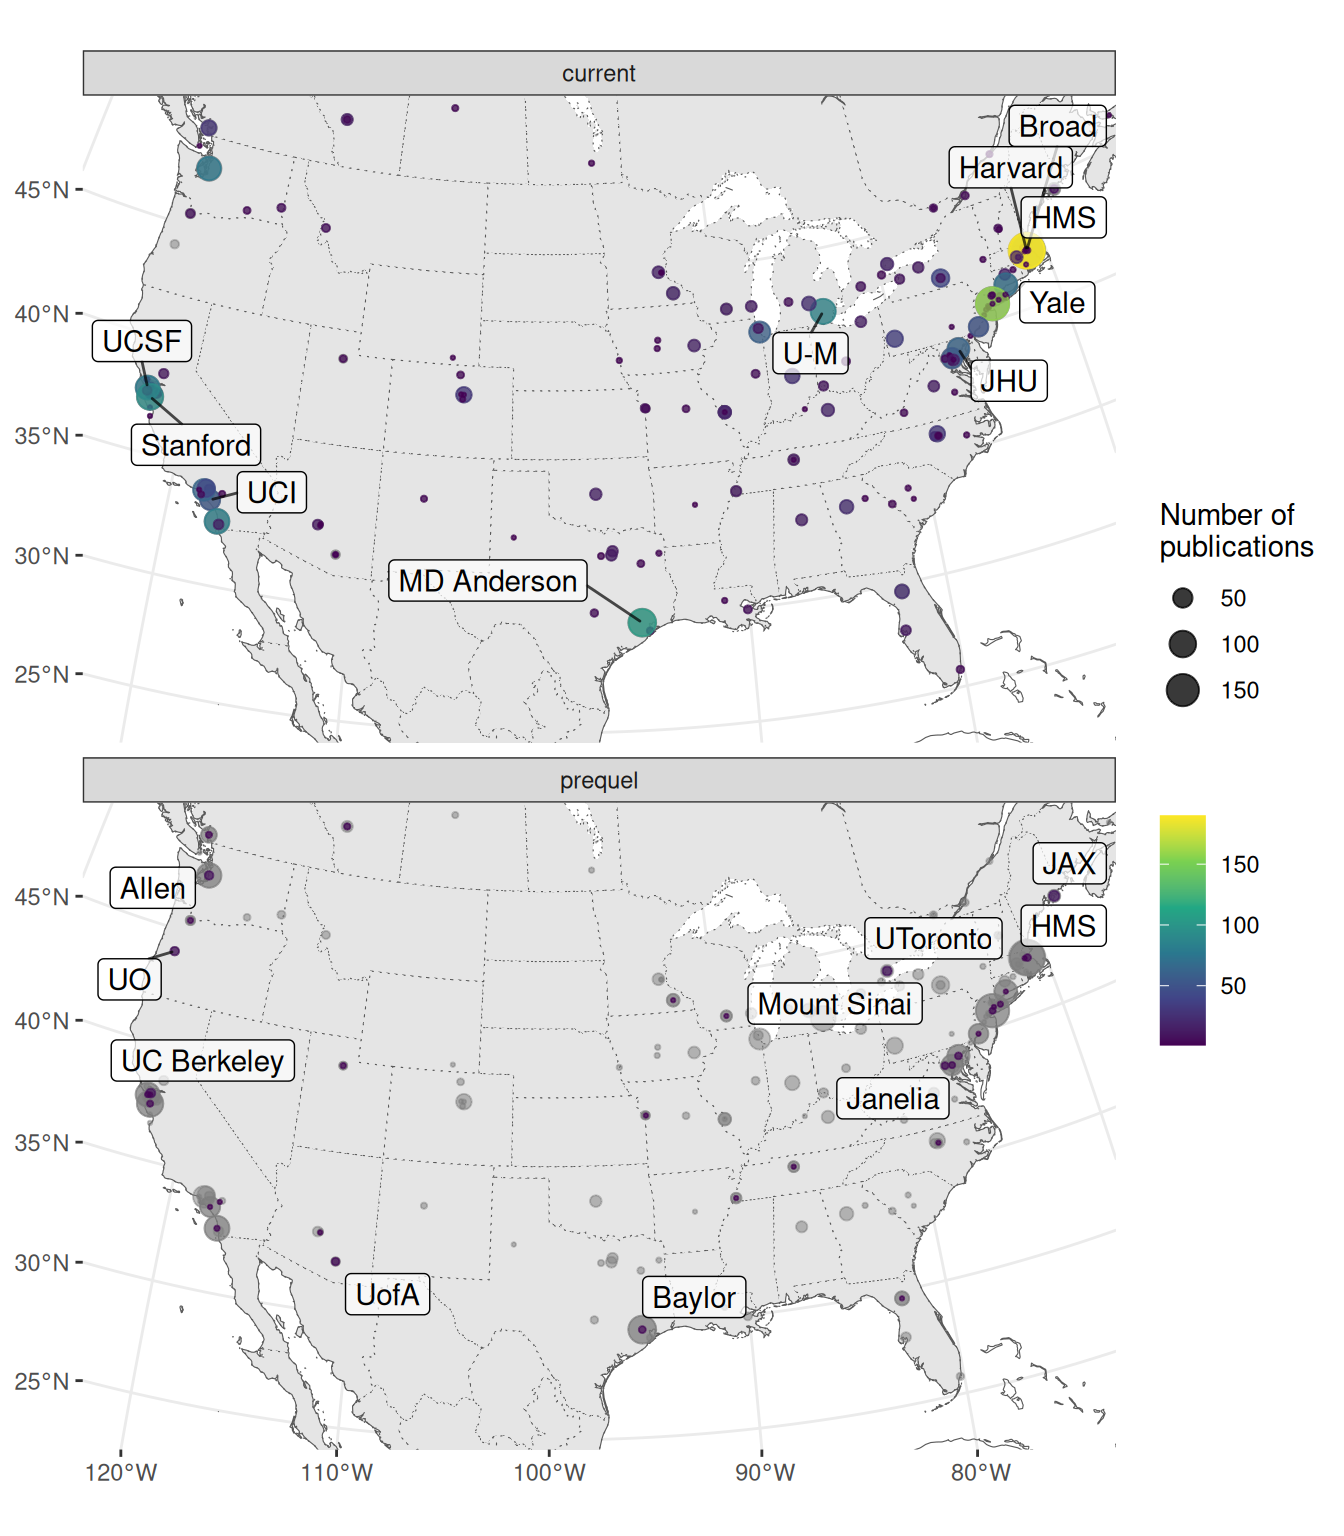 current
Broad
Harvard
HMS
45°N
40°N
Yale
UCSF
U-M
JHU
35°N
Stanford
UCI
30°N
MD Anderson
25°N
Number of
publications
50
100
150
prequel
JAX
150
Allen
45°N
HMS
100
UToronto
UO
50
Mount Sinai
40°N
UC Berkeley
Janelia
35°N
30°N
UofA
Baylor
25°N
120°W
110°W
100°W
90°W
80°W